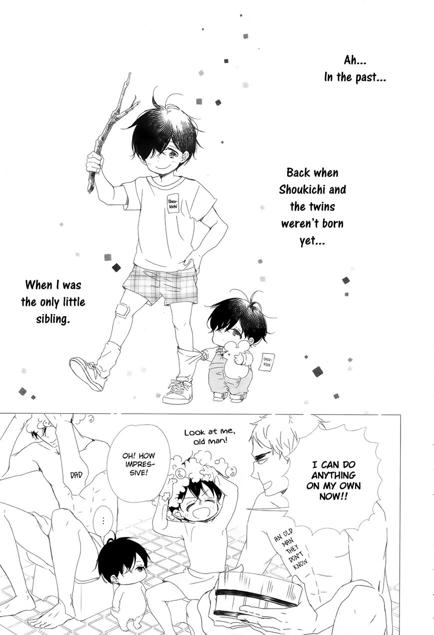 Ah...
In the past...
Back when
Shoukichi and
the twins
weren't born
yet...
When I was
the only little
sibling.
Look at me,
old man!
OH! HOW
IMPRES-
SIVE!
I CAN DO
ANYTHING
ON MY OWN
NOW!!
DAD
...
AN OLD
MAN
THEY
DON'T
KNOW